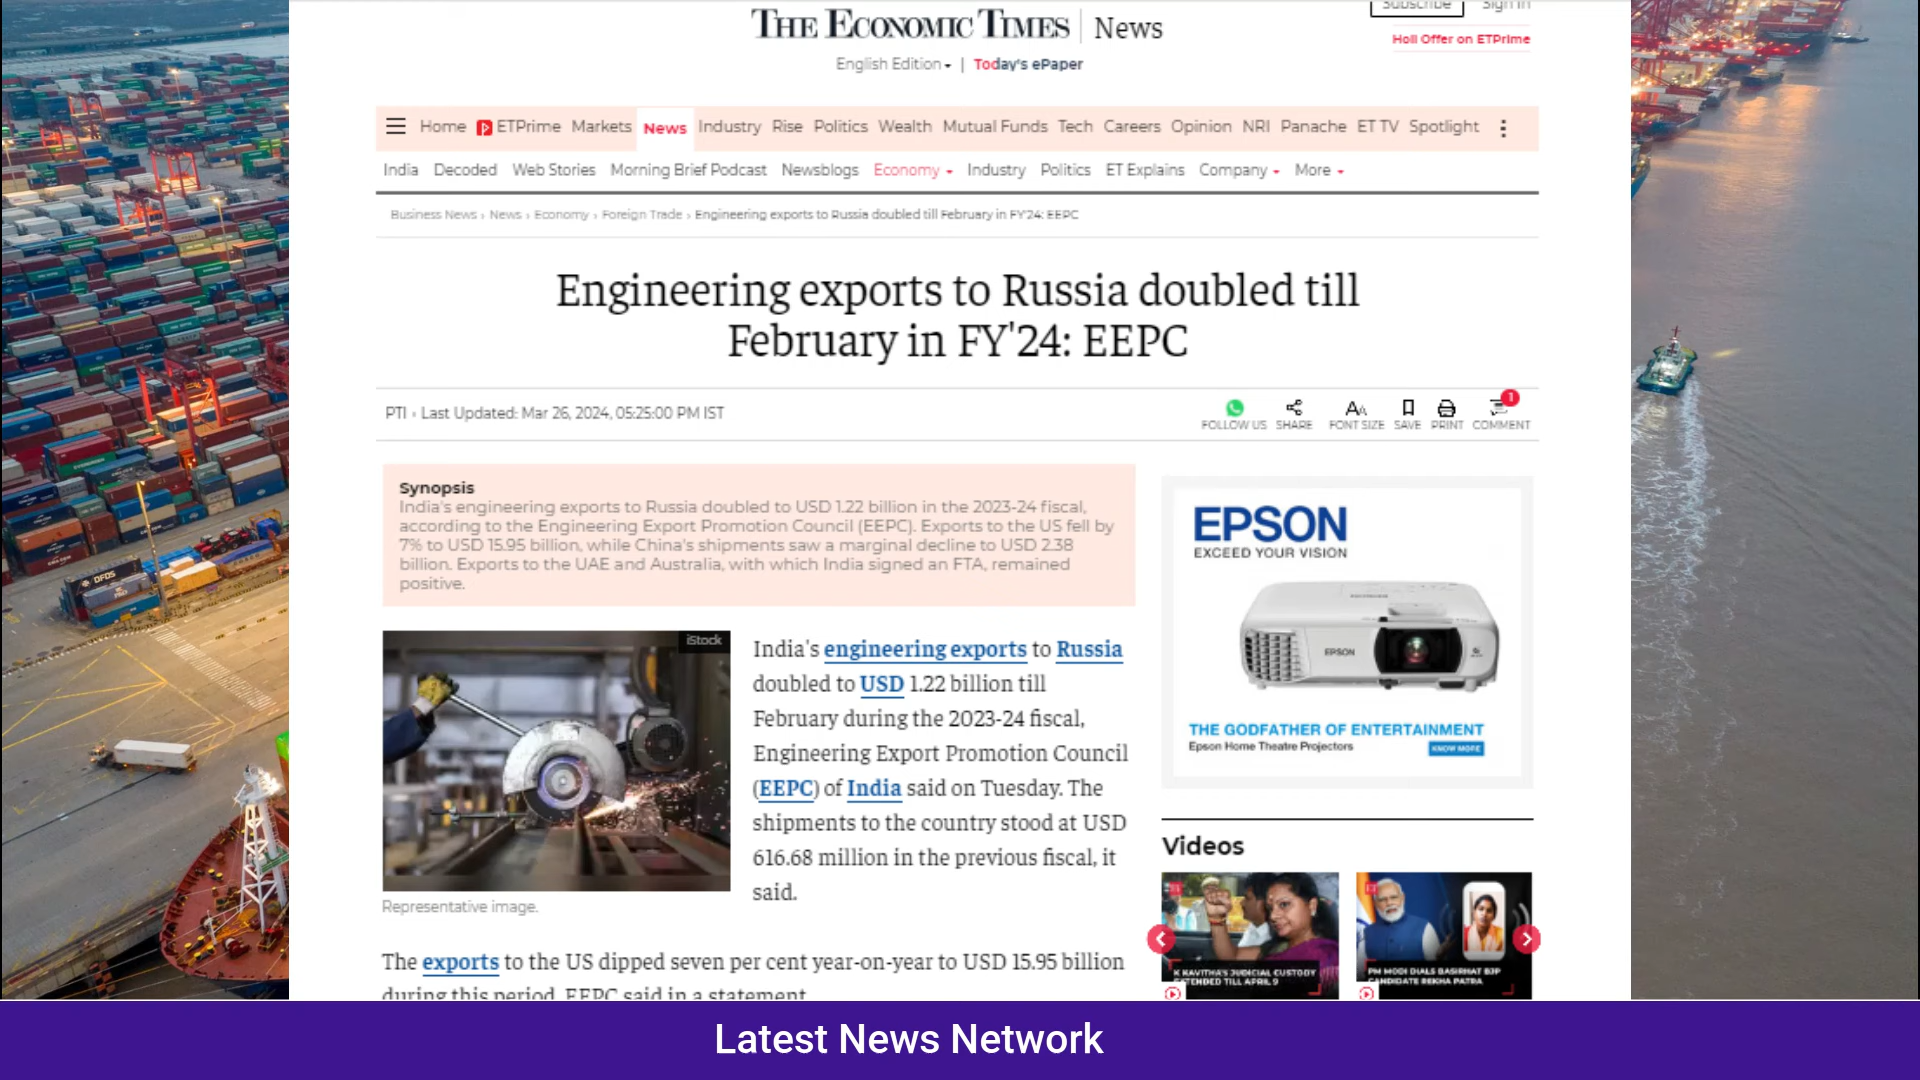 Subscribe
Sign In
THE ECONOMIC TIMES | News
Holi Offer on ETPrime
English Edition | Today's ePaper
Home ETPrime Markets News Industry Rise Politics Wealth Mutual Funds Tech Careers Opinion NRI Panache ET TV Spotlight
India Decoded Web Stories Morning Brief Podcast Newsblogs Economy Industry Politics ET Explains Company More
Business News › News › Economy › Foreign Trade › Engineering exports to Russia doubled till February in FY'24: EEPC
Engineering exports to Russia doubled till
February in FY'24: EEPC
PTI • Last Updated: Mar 26, 2024, 05:25:00 PM IST
1
FOLLOW US SHARE FONT SIZE SAVE PRINT COMMENT
Synopsis
India's engineering exports to Russia doubled to USD 1.22 billion in the 2023-24 fiscal,
according to the Engineering Export Promotion Council (EEPC). Exports to the US fell by
7% to USD 15.95 billion, while China's shipments saw a marginal decline to USD 2.38
billion. Exports to the UAE and Australia, with which India signed an FTA, remained
positive.
iStock
Representative image.
India's engineering exports to Russia
doubled to USD 1.22 billion till
February during the 2023-24 fiscal,
Engineering Export Promotion Council
(EEPC) of India said on Tuesday. The
shipments to the country stood at USD
616.68 million in the previous fiscal, it
said.
The exports to the US dipped seven per cent year-on-year to USD 15.95 billion
during this period, EEPC said in a statement.
EPSON
EXCEED YOUR VISION
EPSON
THE GODFATHER OF ENTERTAINMENT
Epson Home Theatre Projectors
KNOW MORE
Videos
K KAVITHA'S JUDICIAL CUSTODY
EXTENDED TILL APRIL 9
PM MODI DIALS BASIRHAT BJP
CANDIDATE REKHA PATRA
DFDS
Latest News Network